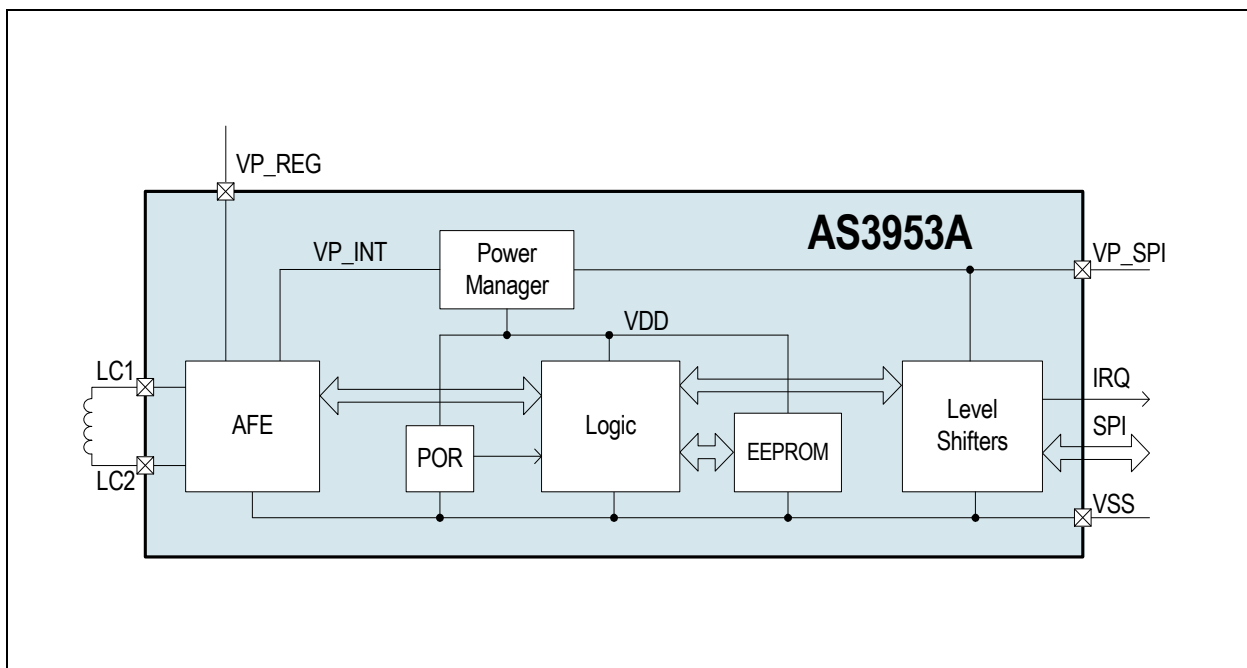 VP_REG
AS3953A
VP_INT
Power
Manager
VP_SPI
VDD
LC1
IRQ
AFE
Logic
Level
Shifters
SPI
POR
EEPROM
LC2
VSS